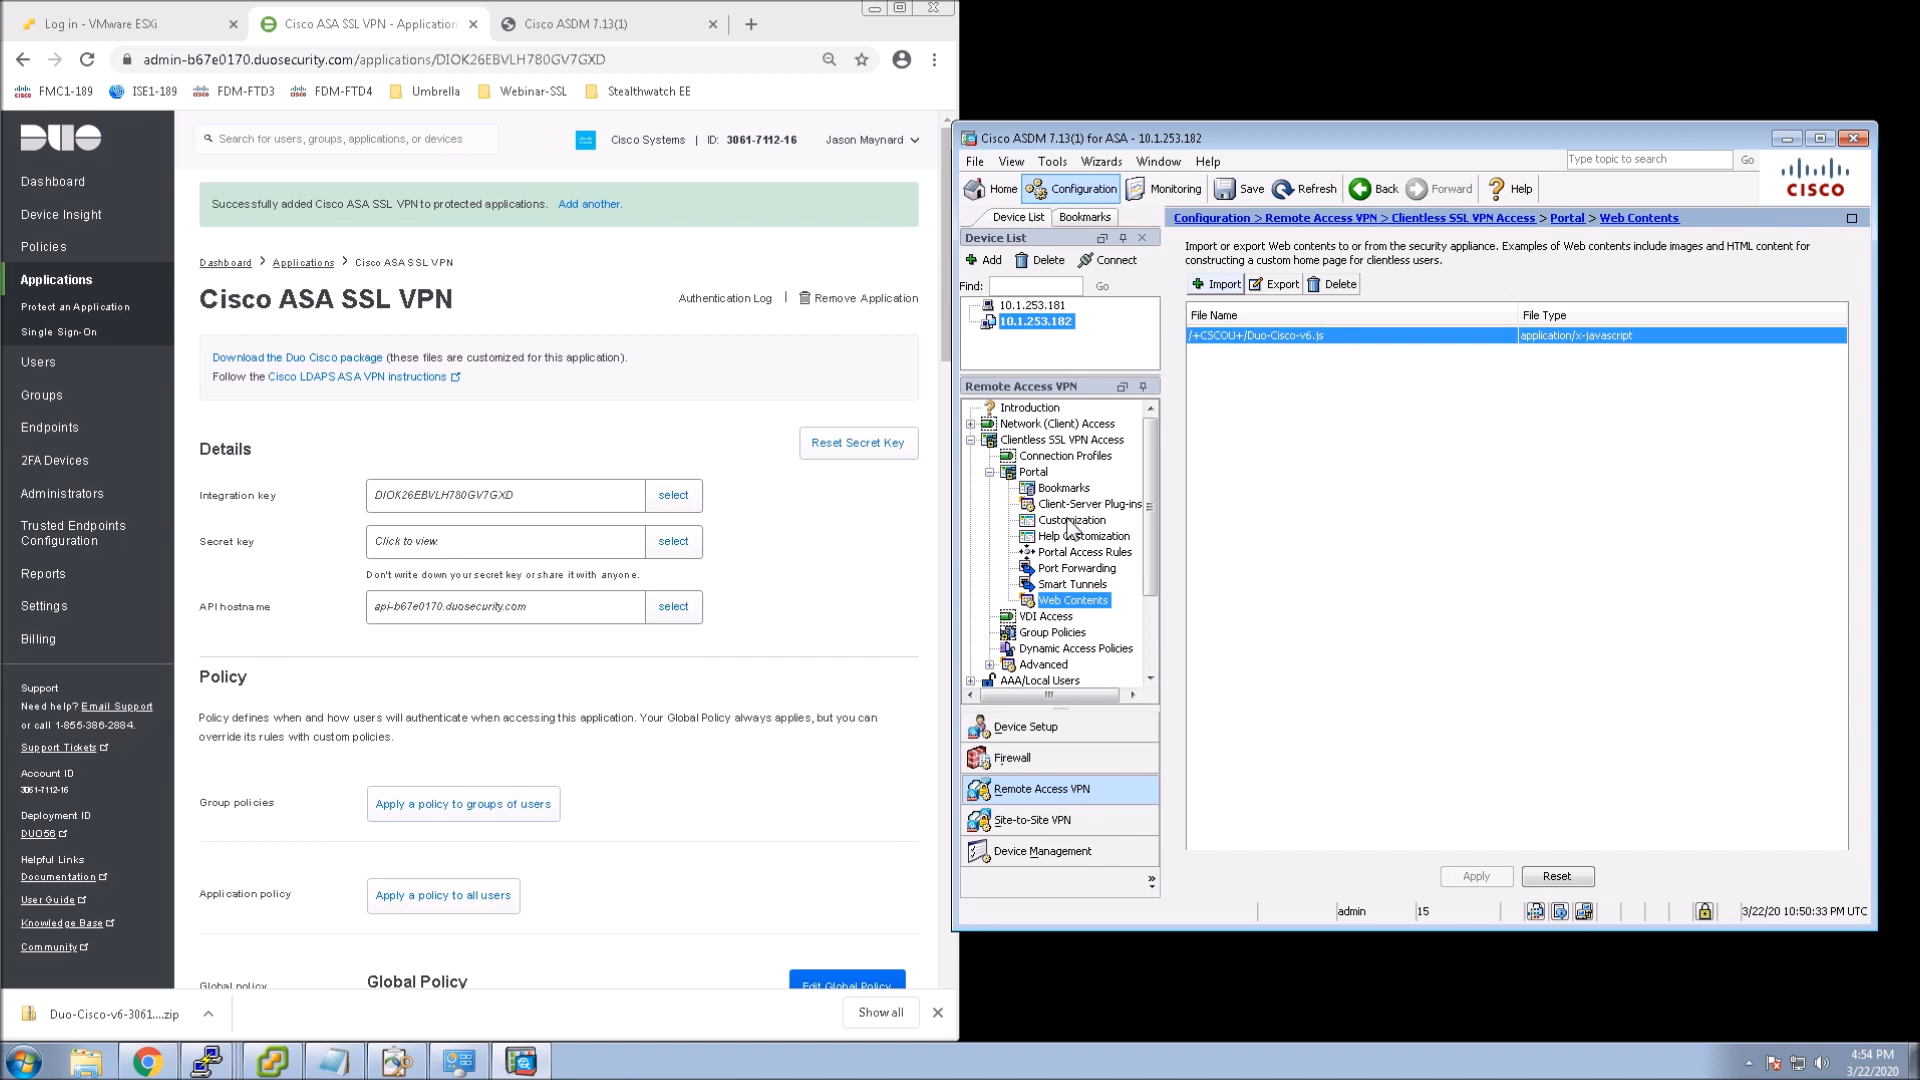 Log in - VMware ESXi
Cisco ASA SSL VPN - Application
Cisco ASDM 7.13(1)
admin-b67e0170.duosecurity.com/applications/DIOK26EBVLH780GV7GXD
FMC1-189
ISE1-189
FDM-FTD3
FDM-FTD4
Umbrella
Webinar-SSL
Stealthwatch EE
DUO
Search for users, groups, applications, or devices
Cisco Systems | ID: 3061-7112-16
Jason Maynard
Dashboard
Device Insight
Policies
Applications
Protect an Application
Single Sign-On
Users
Groups
Endpoints
2FA Devices
Administrators
Trusted Endpoints
Configuration
Reports
Settings
Billing
Support
Need help? Email Support
or call 1-855-386-2884.
Support Tickets
Account ID
3061-7112-16
Deployment ID
DUO56
Helpful Links
Documentation
User Guide
Knowledge Base
Community
Successfully added Cisco ASA SSL VPN to protected applications. Add another.
Dashboard > Applications > Cisco ASA SSL VPN
Cisco ASA SSL VPN
Authentication Log | Remove Application
Download the Duo Cisco package (these files are customized for this application).
Follow the Cisco LDAPS ASA VPN instructions
Details
Reset Secret Key
Integration key
DIOK26EBVLH780GV7GXD
select
Secret key
Click to view.
select
Don't write down your secret key or share it with anyone.
API hostname
api-b67e0170.duosecurity.com
select
Policy
Policy defines when and how users will authenticate when accessing this application. Your Global Policy always applies, but you can
override its rules with custom policies.
Group policies
Apply a policy to groups of users
Application policy
Apply a policy to all users
Global policy
Global Policy
Edit Global Policy
Duo-Cisco-v6-3061....zip
Show all
Cisco ASDM 7.13(1) for ASA - 10.1.253.182
File View Tools Wizards Window Help
Type topic to search
Go
Home
Configuration
Monitoring
Save
Refresh
Back
Forward
Help
CISCO
Device List
Bookmarks
Device List
Add
Delete
Connect
Find:
Go
10.1.253.181
10.1.253.182
Remote Access VPN
Introduction
Network (Client) Access
Clientless SSL VPN Access
Connection Profiles
Portal
Bookmarks
Client-Server Plug-ins
Customization
Help Customization
Portal Access Rules
Port Forwarding
Smart Tunnels
Web Contents
VDI Access
Group Policies
Dynamic Access Policies
Advanced
AAA/Local Users
Device Setup
Firewall
Remote Access VPN
Site-to-Site VPN
Device Management
Configuration > Remote Access VPN > Clientless SSL VPN Access > Portal > Web Contents
Import or export Web contents to or from the security appliance. Examples of Web contents include images and HTML content for
constructing a custom home page for clientless users.
Import
Export
Delete
File Name
File Type
/+CSCOU+/Duo-Cisco-v6.js
application/x-javascript
Apply
Reset
admin
15
3/22/20 10:50:33 PM UTC
4:54 PM
3/22/2020